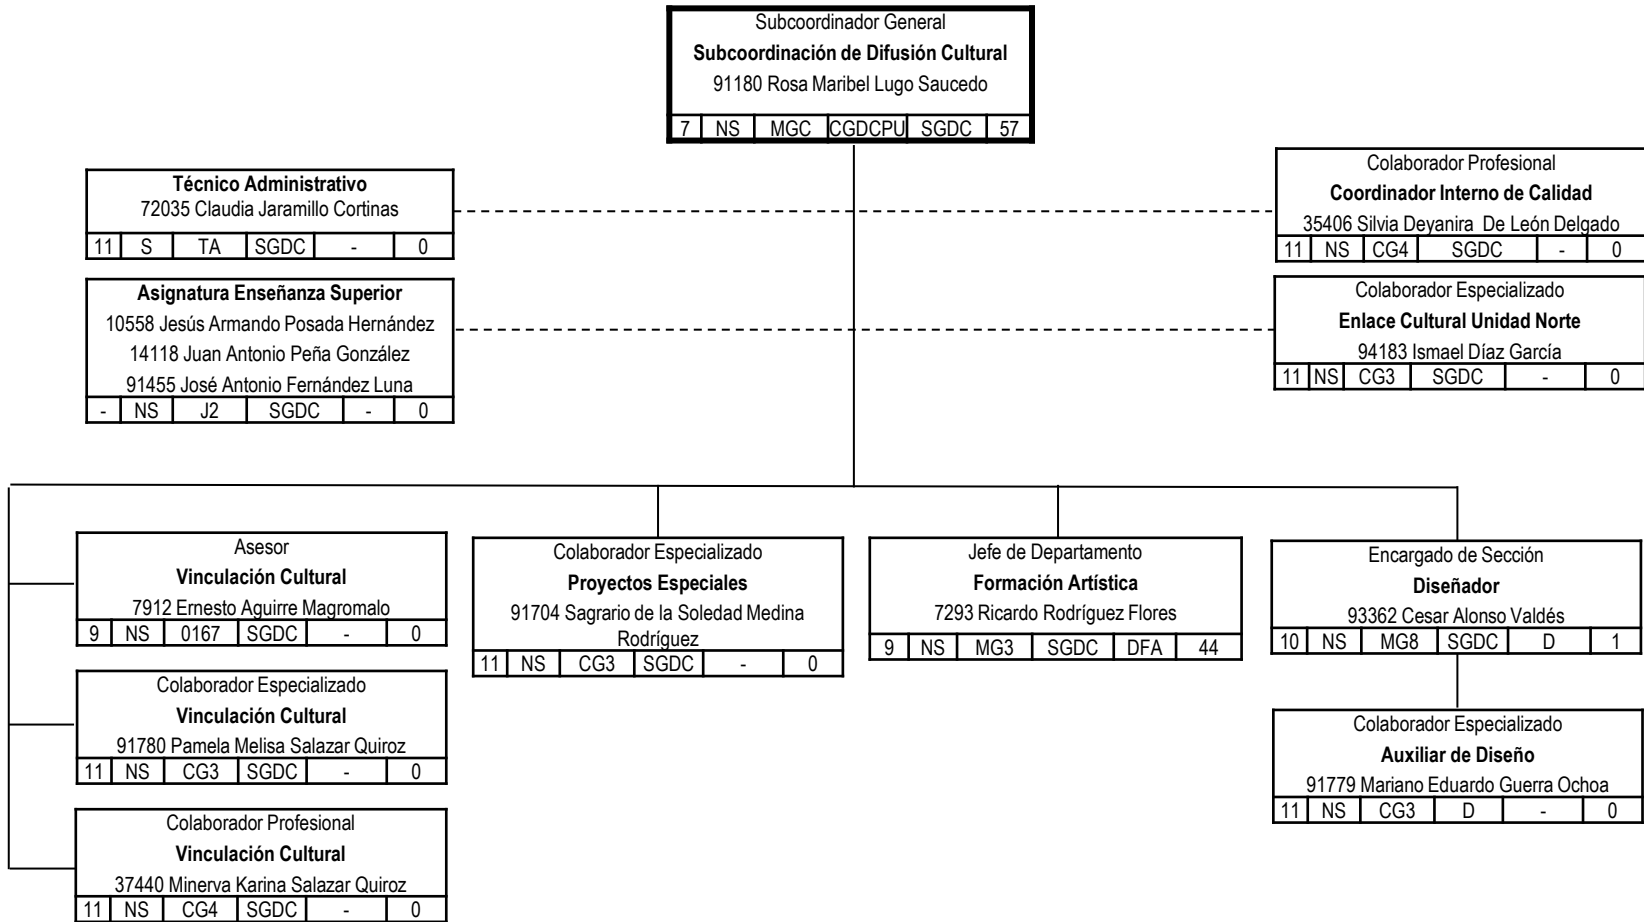 Subcoordinador General
Subcoordinación de Difusión Cultural
91180 Rosa Maribel Lugo Saucedo
7 NS MGC CGDCPU SGDC 57
Técnico Administrativo
72035 Claudia Jaramillo Cortinas
11 S TA SGDC - 0
Colaborador Profesional
Coordinador Interno de Calidad
35406 Silvia Deyanira De León Delgado
11 NS CG4 SGDC - 0
Asignatura Enseñanza Superior
10558 Jesús Armando Posada Hernández
14118 Juan Antonio Peña González
91455 José Antonio Fernández Luna
- NS J2 SGDC - 0
Colaborador Especializado
Enlace Cultural Unidad Norte
94183 Ismael Díaz García
11 NS CG3 SGDC - 0
Asesor
Vinculación Cultural
7912 Ernesto Aguirre Magromalo
9 NS 0167 SGDC - 0
Colaborador Especializado
Vinculación Cultural
91780 Pamela Melisa Salazar Quiroz
11 NS CG3 SGDC - 0
Colaborador Profesional
Vinculación Cultural
37440 Minerva Karina Salazar Quiroz
11 NS CG4 SGDC - 0
Colaborador Especializado
Proyectos Especiales
91704 Sagrario de la Soledad Medina
Rodríguez
11 NS CG3 SGDC - 0
Jefe de Departamento
Formación Artística
7293 Ricardo Rodríguez Flores
9 NS MG3 SGDC DFA 44
Encargado de Sección
Diseñador
93362 Cesar Alonso Valdés
10 NS MG8 SGDC D 1
Colaborador Especializado
Auxiliar de Diseño
91779 Mariano Eduardo Guerra Ochoa
11 NS CG3 D - 0